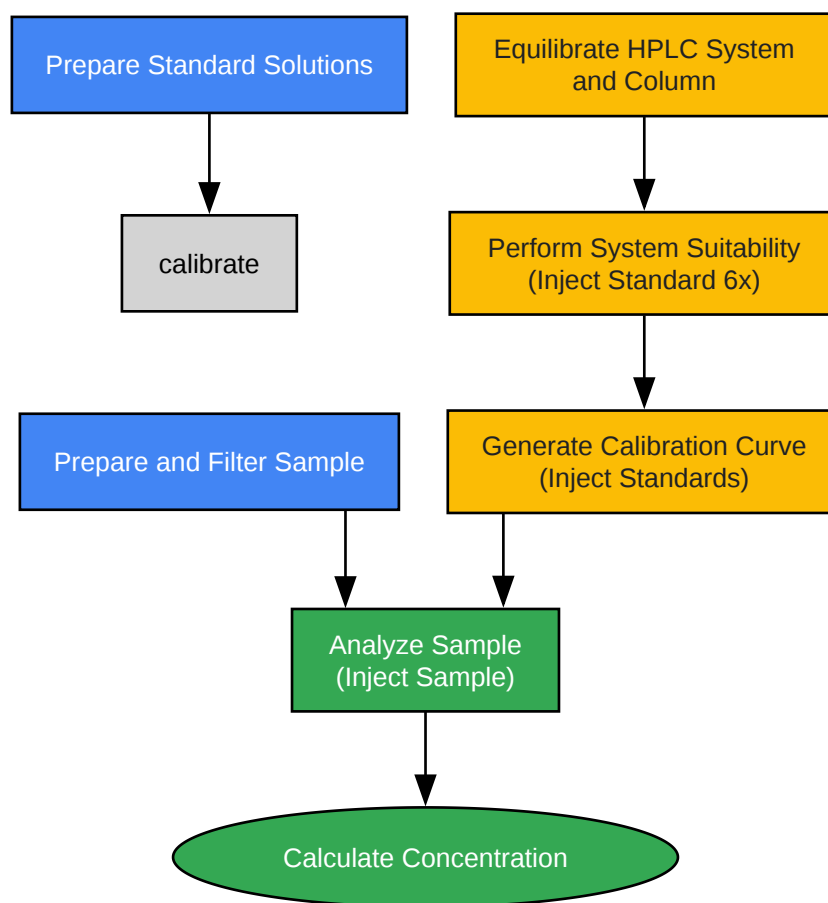 Prepare Standard Solutions
Equilibrate HPLC System
and Column
calibrate
Perform System Suitability
(Inject Standard 6x)
Prepare and Filter Sample
Generate Calibration Curve
(Inject Standards)
Analyze Sample
(Inject Sample)
Calculate Concentration